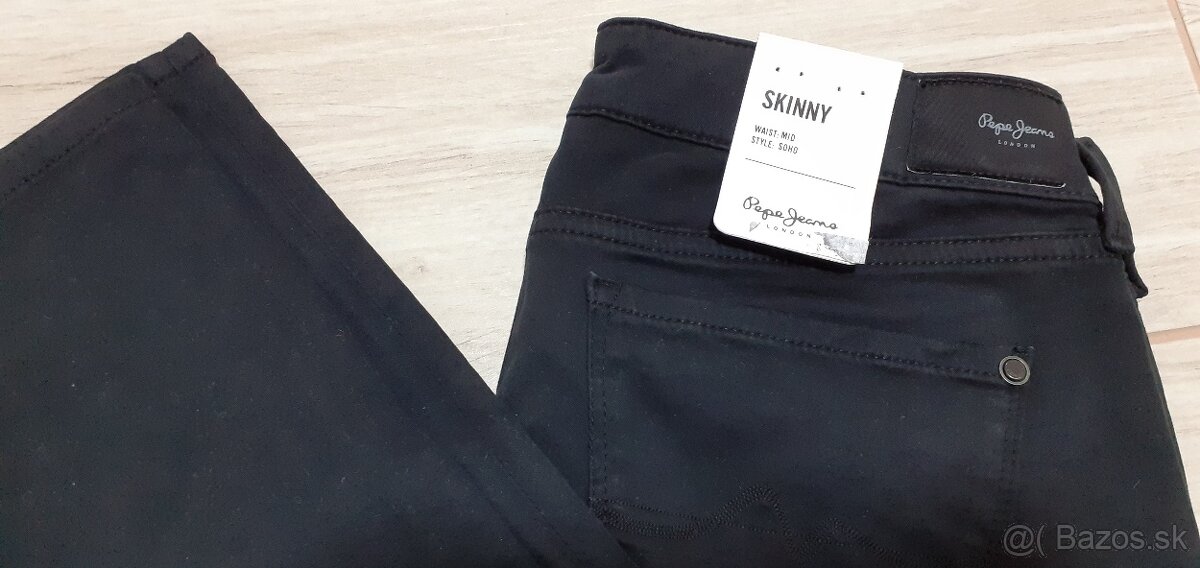 SKINNY
WAIST: MID
STYLE: SOHO
Pepe Jeans
LONDON
Pepe Jeans
LONDON
@( Bazos.sk